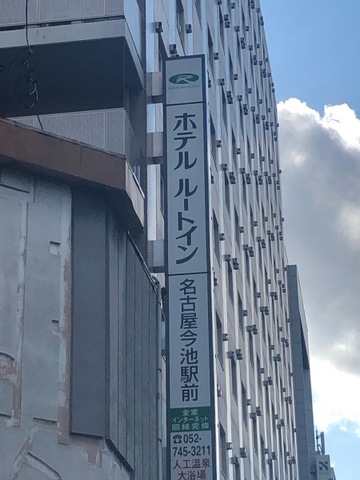 R
ホテル ルートイン
名古屋今池駅前
全室
インターネット
回線完備
☎052-
745-3211
人工温泉
大浴場